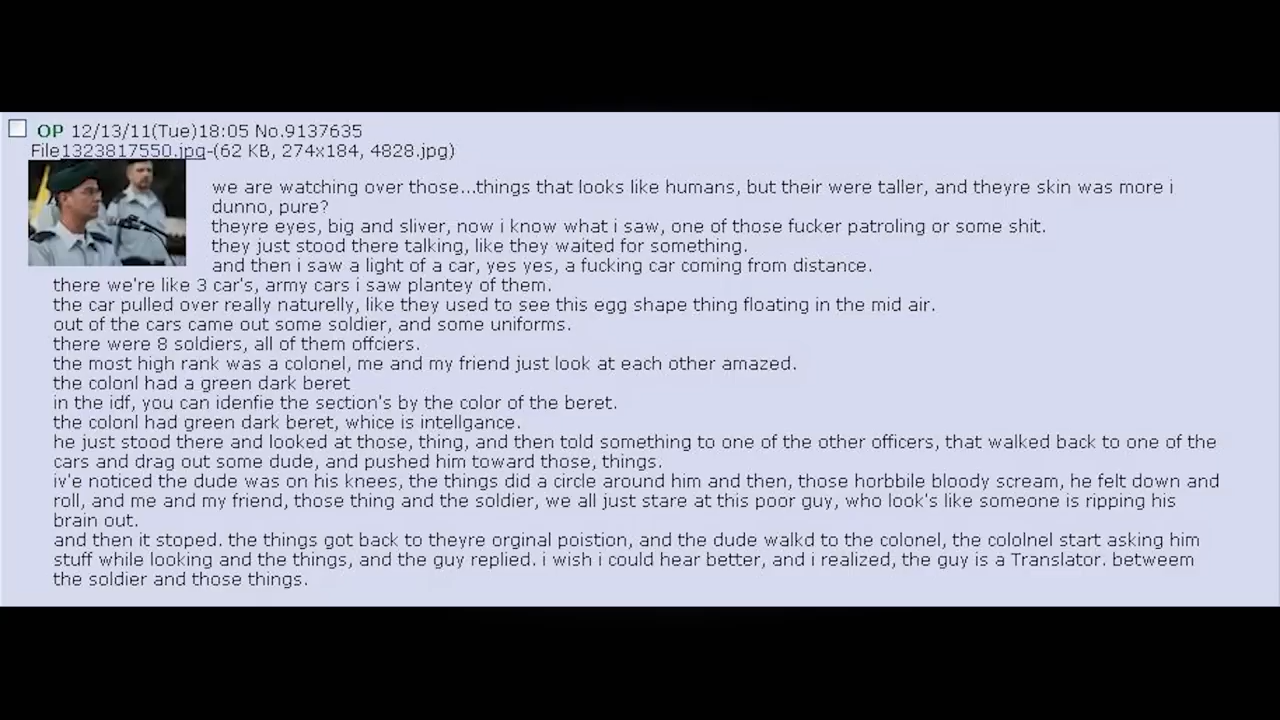 OP 12/13/11(Tue)18:05 No.9137635
File1323817550.jpg-(62 KB, 274x184, 4828.jpg)
we are watching over those...things that looks like humans, but their were taller, and theyre skin was more i
dunno, pure?
theyre eyes, big and sliver, now i know what i saw, one of those fucker patroling or some shit.
they just stood there talking, like they waited for something.
and then i saw a light of a car, yes yes, a fucking car coming from distance.
there we're like 3 car's, army cars i saw plantey of them.
the car pulled over really naturelly, like they used to see this egg shape thing floating in the mid air.
out of the cars came out some soldier, and some uniforms.
there were 8 soldiers, all of them offciers.
the most high rank was a colonel, me and my friend just look at each other amazed.
the colonl had a green dark beret
in the idf, you can idenfie the section's by the color of the beret.
the colonl had green dark beret, whice is intellgance.
he just stood there and looked at those, thing, and then told something to one of the other officers, that walked back to one of the
cars and drag out some dude, and pushed him toward those, things.
iv'e noticed the dude was on his knees, the things did a circle around him and then, those horbbile bloody scream, he felt down and
roll, and me and my friend, those thing and the soldier, we all just stare at this poor guy, who look's like someone is ripping his
brain out.
and then it stoped. the things got back to theyre orginal poistion, and the dude walkd to the colonel, the cololnel start asking him
stuff while looking and the things, and the guy replied. i wish i could hear better, and i realized, the guy is a Translator. betweem
the soldier and those things.